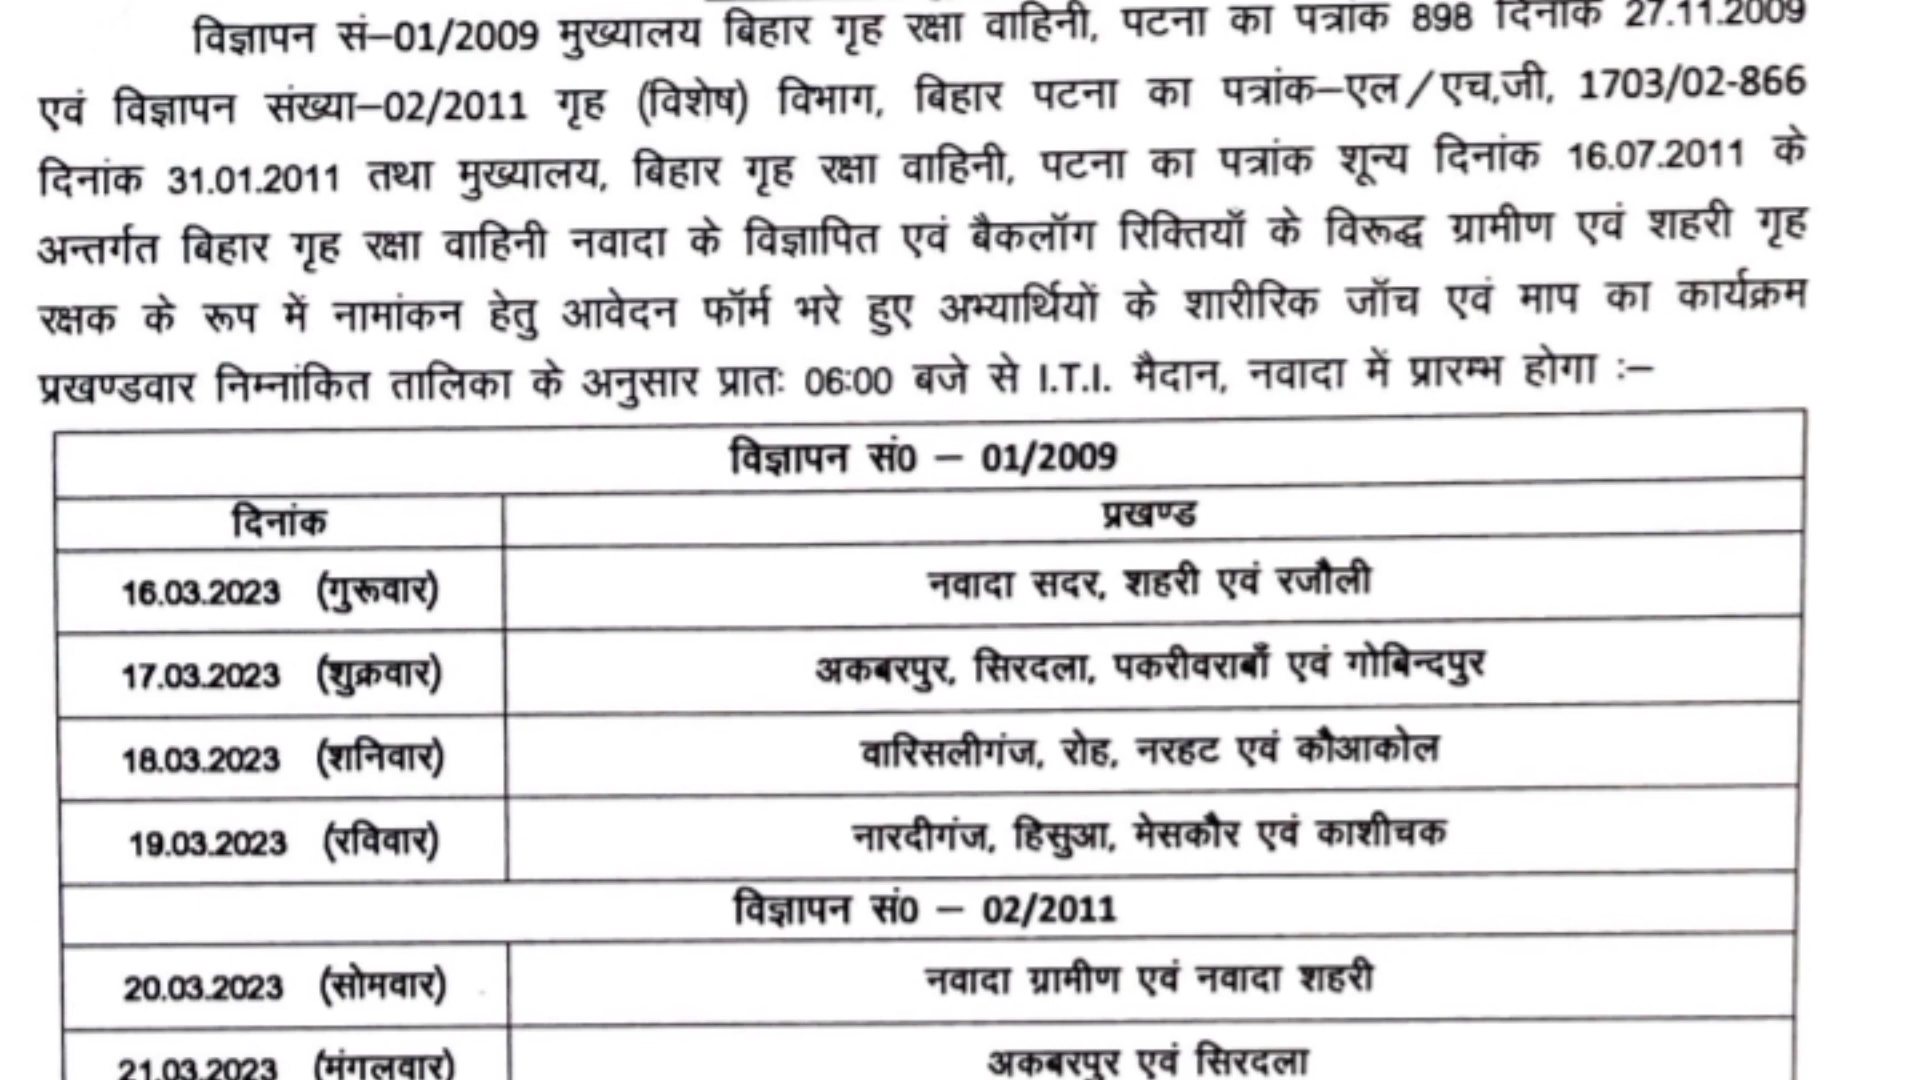 विज्ञापन सं–01/2009 मुख्यालय बिहार गृह रक्षा वाहिनी, पटना का पत्रांक 898 दिनांक 27.11.2009
एवं विज्ञापन संख्या–02/2011 गृह (विशेष) विभाग, बिहार पटना का पत्रांक–एल/एच.जी. 1703/02-866
दिनांक 31.01.2011 तथा मुख्यालय, बिहार गृह रक्षा वाहिनी, पटना का पत्रांक शून्य दिनांक 16.07.2011 के
अन्तर्गत बिहार गृह रक्षा वाहिनी नवादा के विज्ञापित एवं बैकलॉग रिक्तियॉ के विरूद्ध ग्रामीण एवं शहरी गृह
रक्षक के रूप में नामांकन हेतु आवेदन फॉर्म भरे हुए अभ्यार्थियों के शारीरिक जॉच एवं माप का कार्यक्रम
प्रखण्डवार निम्नांकित तालिका के अनुसार प्रातः 06:00 बजे से I.T.I. मैदान, नवादा में प्रारम्भ होगा :–
विज्ञापन सं0 – 01/2009
दिनांक प्रखण्ड
16.03.2023 (गुरूवार) नवादा सदर, शहरी एवं रजौली
17.03.2023 (शुक्रवार) अकबरपुर, सिरदला, पकरीवराबाँ एवं गोबिन्दपुर
18.03.2023 (शनिवार) वारिसलीगंज, रोह, नरहट एवं कौआकोल
19.03.2023 (रविवार) नारदीगंज, हिसुआ, मेसकौर एवं काशीचक
विज्ञापन सं0 – 02/2011
20.03.2023 (सोमवार) नवादा ग्रामीण एवं नवादा शहरी
21.03.2023 (मंगलवार) अकबरपुर एवं सिरदला